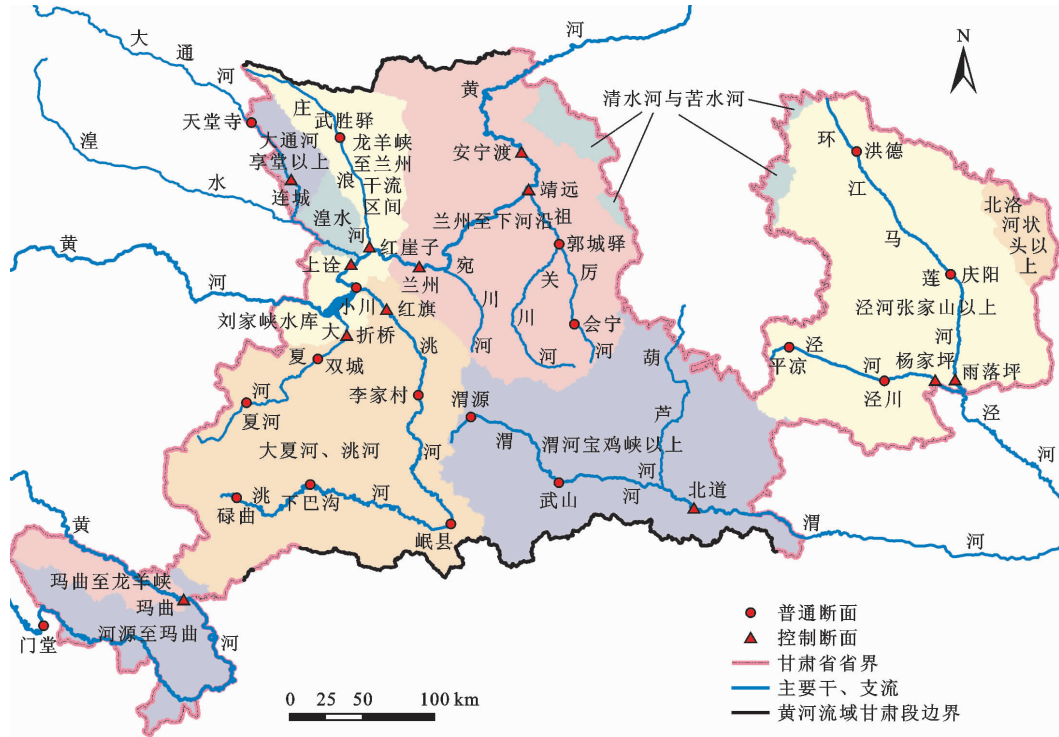 大通河
湟水
黄河
天堂寺
大通河
享堂以上
连城
湟水
庄浪河
武胜驿
龙羊峡
至兰州
干流
区间
黄河
安宁渡
靖远
兰州至下河沿
祖厉河
郭城驿
关川河
会宁
宛川河
红崖子
兰州
上诠
小川
红旗
刘家峡水库
折桥
大夏河
双城
夏河
洮河
李家村
大夏河、洮河
洮河
碌曲
下巴沟
岷县
渭源
渭河
渭河宝鸡峡以上
武山
葫芦河
北道
渭河
清水河与苦水河
环江
洪德
马莲河
庆阳
北洛
河状
头以
上
泾河张家山以上
平凉
泾河
泾川
杨家坪
雨落坪
泾河
黄河
玛曲至龙羊峡
玛曲
河源至玛曲
门堂
N
0 25 50 100 km
普通断面
控制断面
甘肃省省界
主要干、支流
黄河流域甘肃段边界